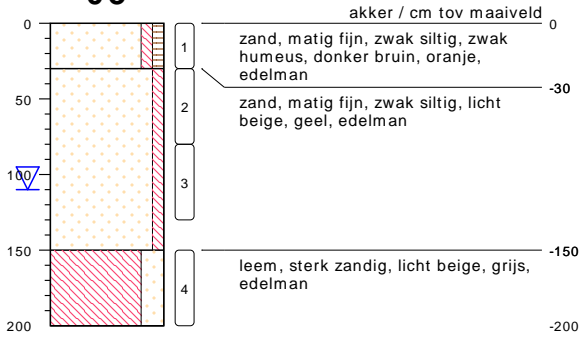 akker / cm tov maaiveld
0
0
1
zand, matig fijn, zwak siltig, zwak
humeus, donker bruin, oranje,
edelman
-30
50
2
zand, matig fijn, zwak siltig, licht
beige, geel, edelman
100
3
150
-150
4
leem, sterk zandig, licht beige, grijs,
edelman
200
-200